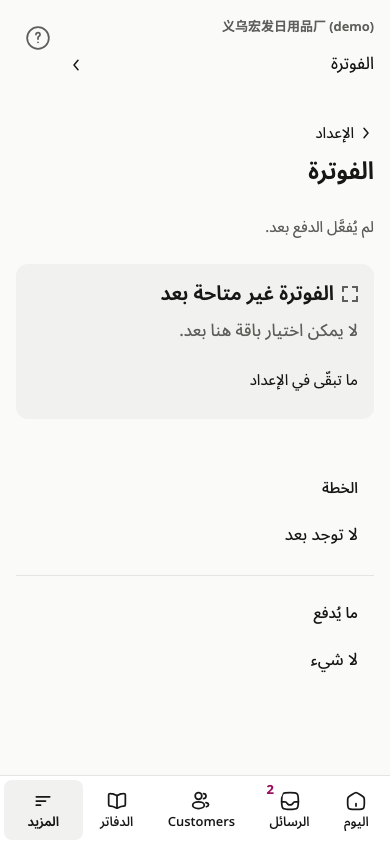 义乌宏发日用品厂 (demo)
الفوترة
الإعداد
الفوترة
لم يُفعَّل الدفع بعد.
الفوترة غير متاحة بعد
لا يمكن اختيار باقة هنا بعد.
ما تبقّى في الإعداد
الخطة
لا توجد بعد
ما يُدفع
لا شيء
اليوم
2
الرسائل
Customers
الدفاتر
المزيد